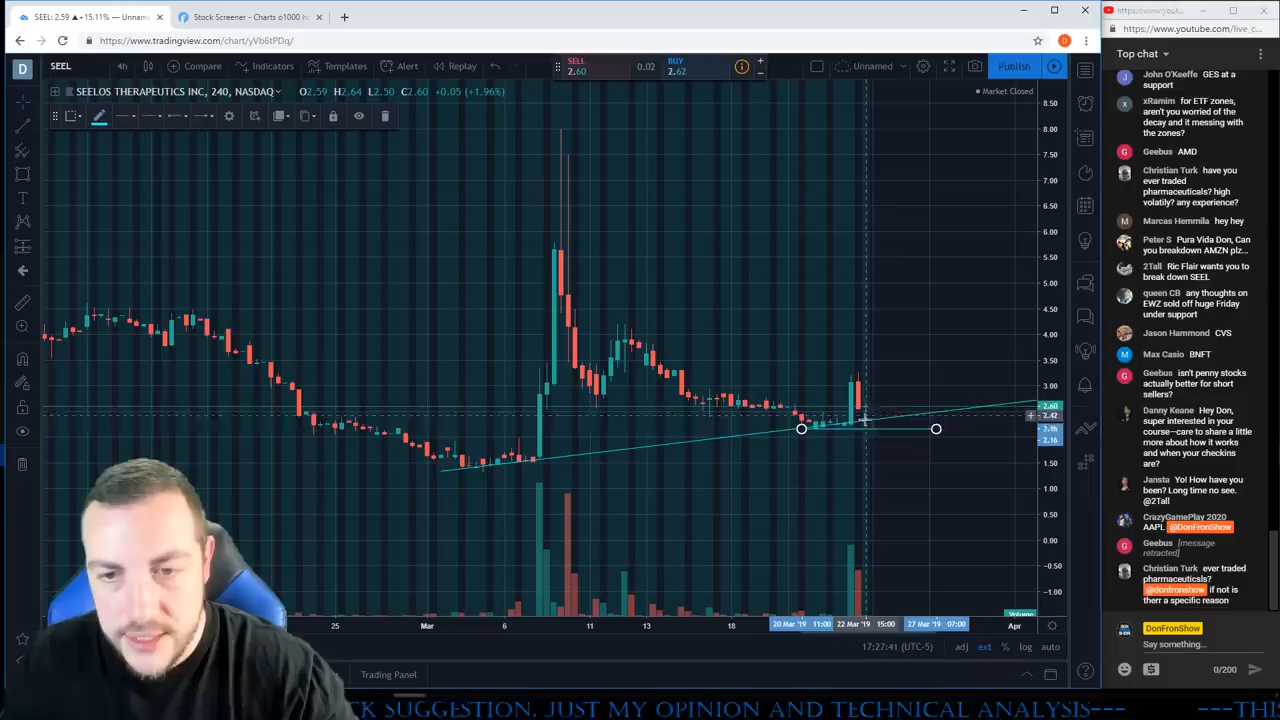 SEEL: 2.59 ▲+15.11% — Unnam
Stock Screener - Charts o1000 h
https://www.tradingview.com/chart/yVb6tPDq/
https://www.yout
https://www.youtube.com/live_c...
D
SEEL
4h
Compare
Indicators
Templates
Alert
Replay
SELL
2.60
0.02
BUY
2.62
Unnamed
Publish
SEELOS THERAPEUTICS INC, 240, NASDAQ
O2.59 H2.64 L2.50 C2.60 +0.05 (+1.96%)
Market Closed
8.50
8.00
7.50
7.00
6.50
6.00
5.50
5.00
4.50
4.00
3.50
3.00
2.60
2.42
2.16
1.50
1.00
0.50
0.00
−0.50
−1.00
Volume
25
Mar
6
11
13
18
20 Mar '19 11:00
22 Mar '19 15:00
27 Mar '19 07:00
Apr
17:27:41 (UTC-5)
adj
ext
%
log
auto
Trading Panel
Top chat
John O'Keeffe GES at a
support
xRamim for ETF zones,
aren't you worried of the
decay and it messing with
the zones?
Geebus AMD
Christian Turk have you
ever traded
pharmaceuticals? high
volatily? any experience?
Marcas Hemmila hey hey
Peter S Pura Vida Don, Can
you breakdown AMZN plz...
2Tall Ric Flair wants you to
break down SEEL
queen CB any thoughts on
EWZ sold off huge Friday
under support
Jason Hammond CVS
Max Casio BNFT
Geebus isn't penny stocks
actually better for short
sellers?
Danny Keane Hey Don,
super interested in your
course—care to share a little
more about how it works
and when your checkins
are?
Jansta Yo! How have you
been? Long time no see.
@2Tall
CrazyGamePlay 2020
AAPL @DonFronShow
Geebus [message
retracted]
Christian Turk ever traded
pharmaceuticsls?
@donfronshow if not is
therr a specific reason
DonFronShow
Say something...
0/200
CK SUGGESTION. JUST MY OPINION AND TECHNICAL ANALYSIS--- ---THIS